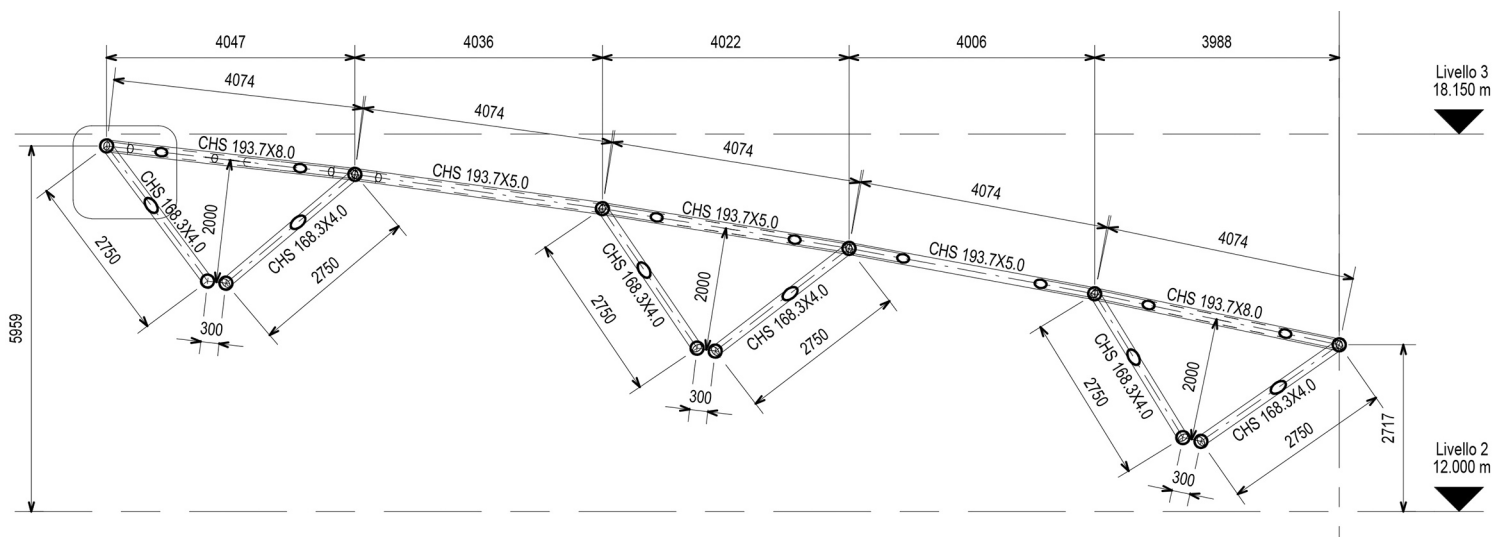 4047
4036
4022
4006
3988
4074
4074
4074
4074
4074
Livello 3
18.150 m
CHS 193.7X8.0
CHS 193.7X5.0
CHS 193.7X5.0
CHS 193.7X5.0
CHS 193.7X8.0
CHS 168.3X4.0
2000
CHS 168.3X4.0
2750
2750
300
CHS 168.3X4.0
2000
CHS 168.3X4.0
2750
2750
300
CHS 168.3X4.0
2000
CHS 168.3X4.0
2750
2750
300
5959
2717
Livello 2
12.000 m